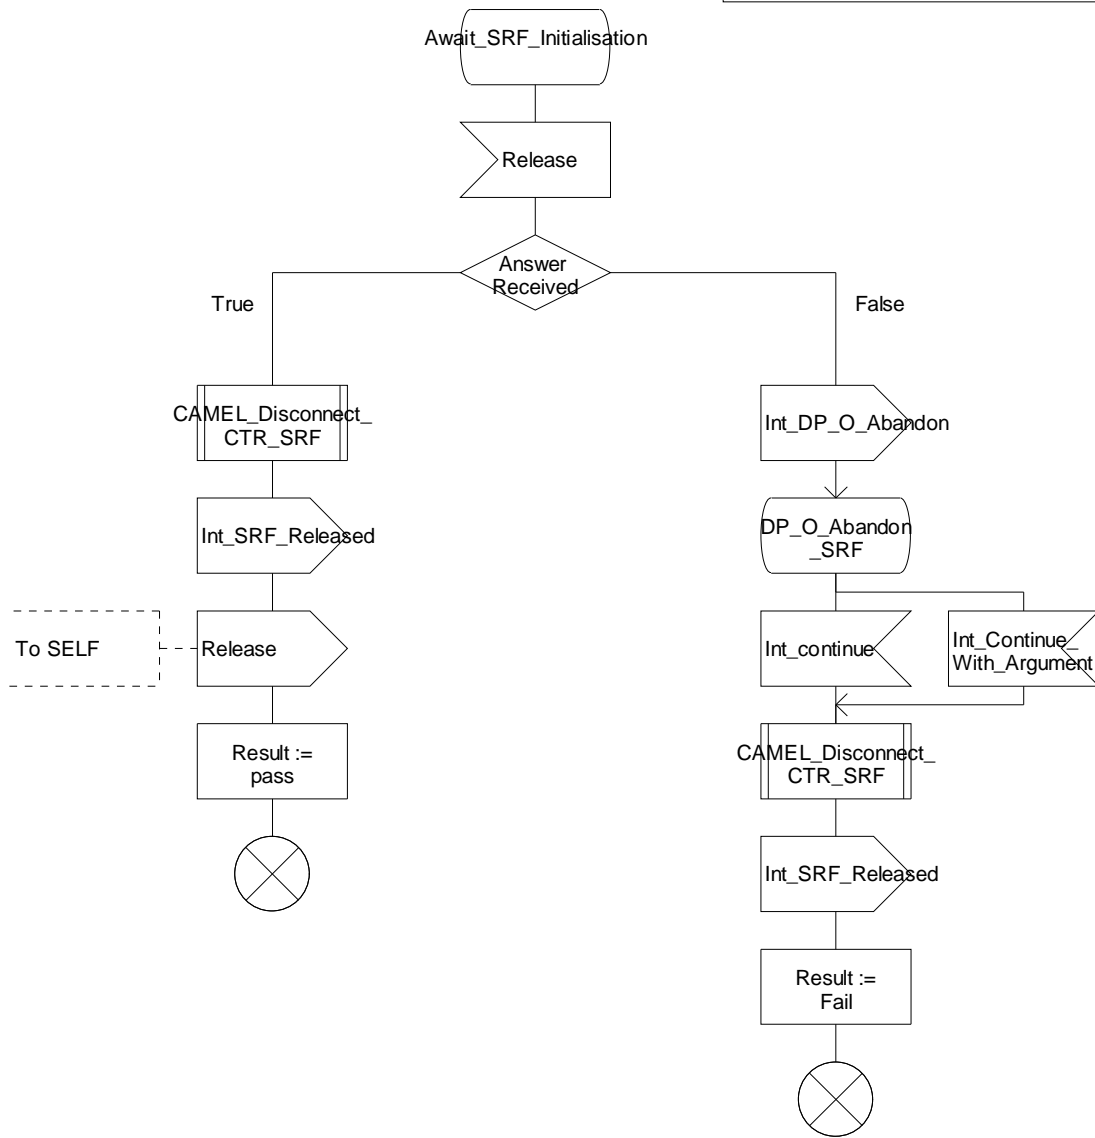 Await_SRF_Initialisation
Release
Answer
Received
True
False
CAMEL_Disconnect_
CTR_SRF
Int_DP_O_Abandon
Int_SRF_Released
DP_O_Abandon
_SRF
To SELF
Release
Int_continue
Int_Continue_
With_Argument
Result :=
pass
CAMEL_Disconnect_
CTR_SRF
Int_SRF_Released
Result :=
Fail